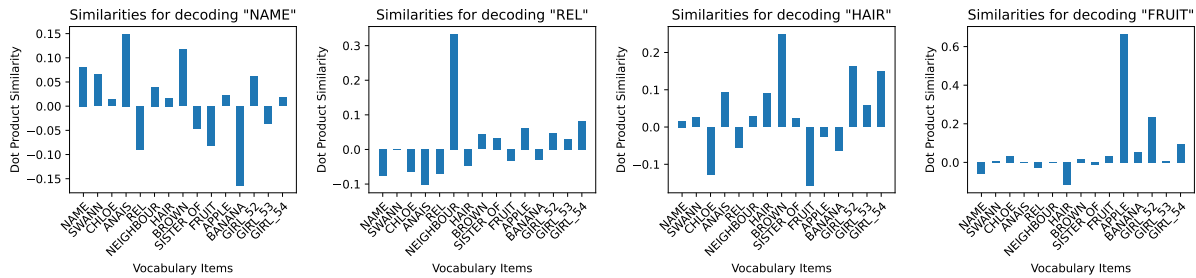 Similarities for decoding "NAME"
Dot Product Similarity
0.15
0.10
0.05
0.00
−0.05
−0.10
−0.15
NAME
SWANN
CHLOE
ANAIS
REL
NEIGHBOUR
HAIR
BROWN
SISTER_OF
FRUIT
APPLE
BANANA
GIRL_52
GIRL_53
GIRL_54
Vocabulary Items
Similarities for decoding "REL"
Dot Product Similarity
0.3
0.2
0.1
0.0
−0.1
NAME
SWANN
CHLOE
ANAIS
REL
NEIGHBOUR
HAIR
BROWN
SISTER_OF
FRUIT
APPLE
BANANA
GIRL_52
GIRL_53
GIRL_54
Vocabulary Items
Similarities for decoding "HAIR"
Dot Product Similarity
0.2
0.1
0.0
−0.1
NAME
SWANN
CHLOE
ANAIS
REL
NEIGHBOUR
HAIR
BROWN
SISTER_OF
FRUIT
APPLE
BANANA
GIRL_52
GIRL_53
GIRL_54
Vocabulary Items
Similarities for decoding "FRUIT"
Dot Product Similarity
0.6
0.4
0.2
0.0
NAME
SWANN
CHLOE
ANAIS
REL
NEIGHBOUR
HAIR
BROWN
SISTER_OF
FRUIT
APPLE
BANANA
GIRL_52
GIRL_53
GIRL_54
Vocabulary Items